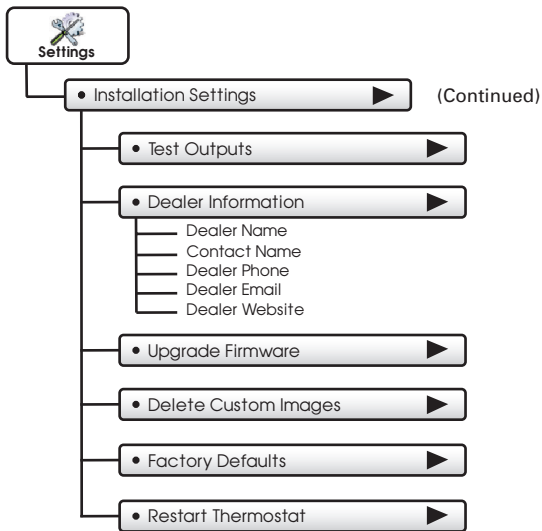 Settings
• Installation Settings (Continued)
• Test Outputs
• Dealer Information
Dealer Name
Contact Name
Dealer Phone
Dealer Email
Dealer Website
• Upgrade Firmware
• Delete Custom Images
• Factory Defaults
• Restart Thermostat